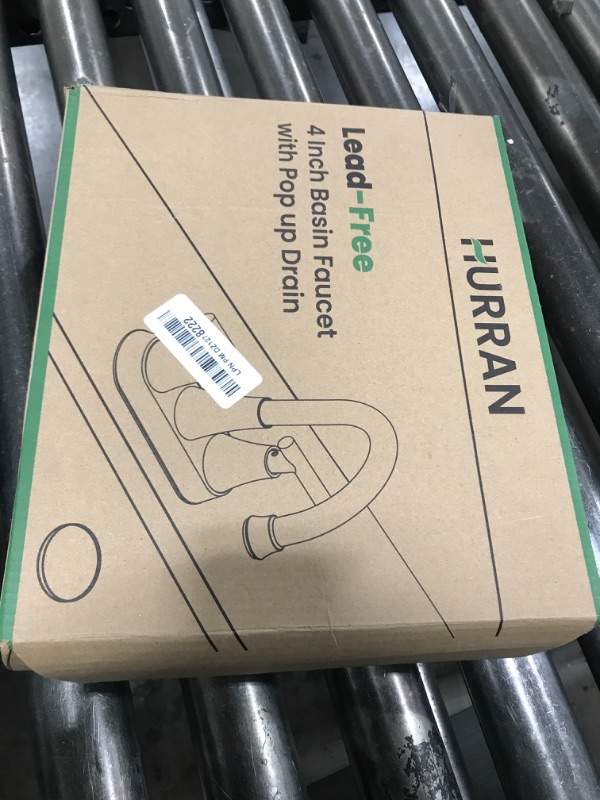 HURRAN
Lead-Free
4 Inch Basin Faucet
with Pop up Drain